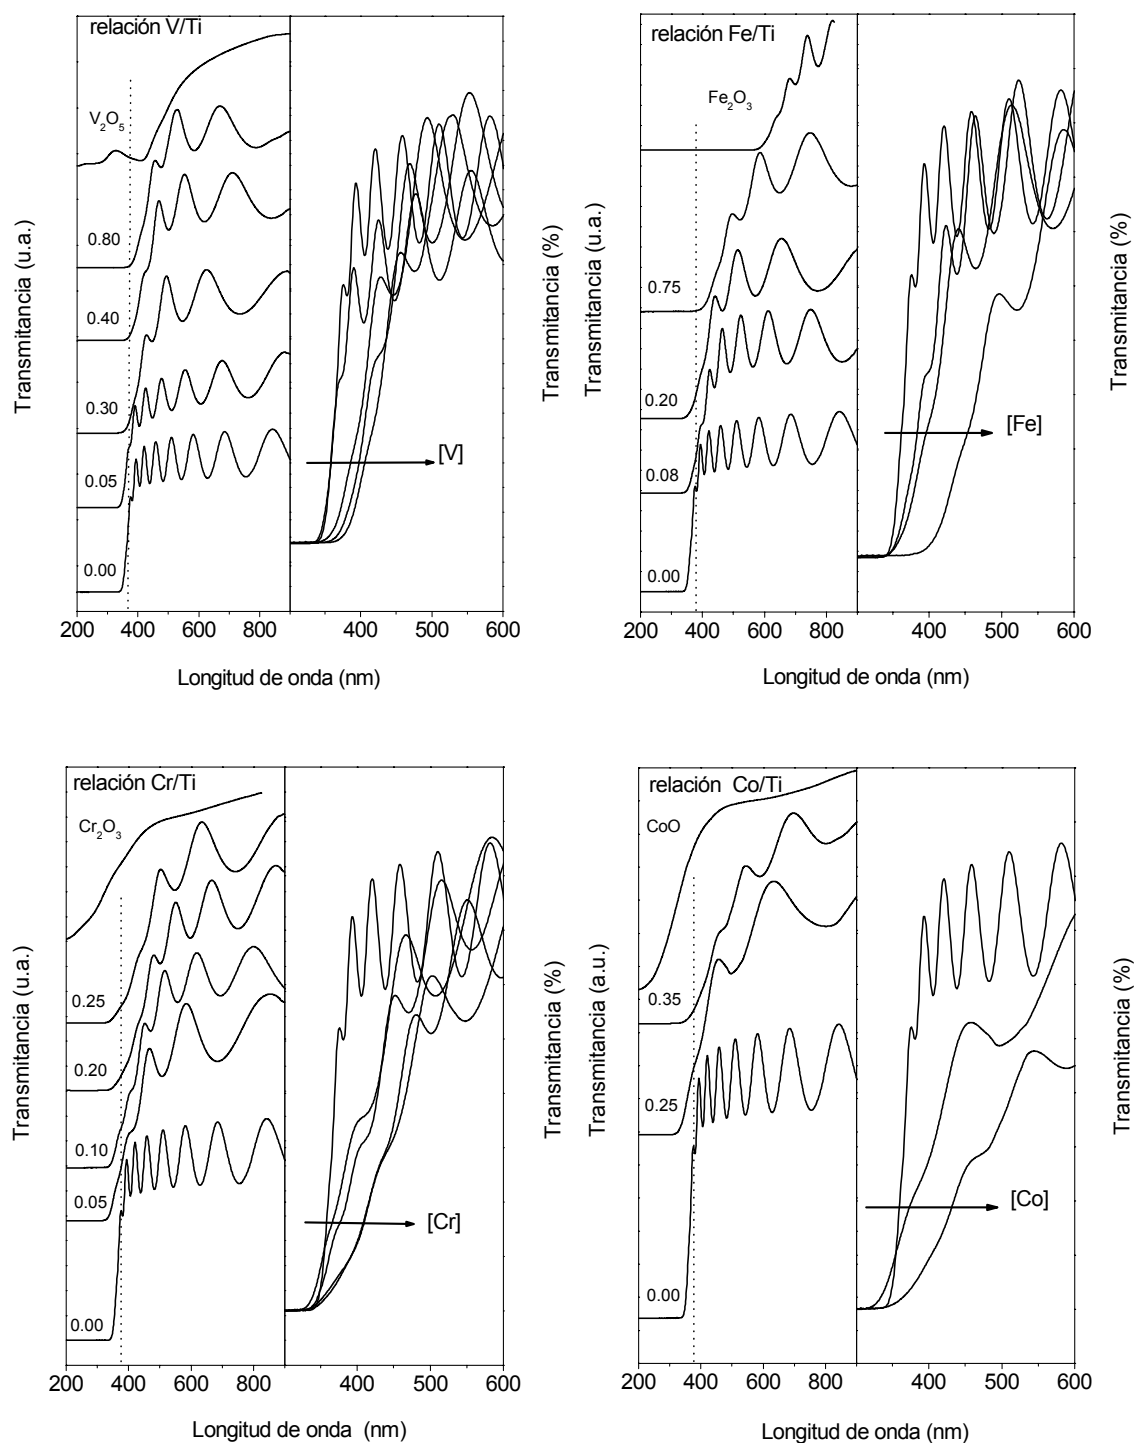 relación V/Ti
V2O5
0.80
0.40
0.30
0.05
0.00
[V]
Transmitancia (u.a.)
Transmitancia (%)
200 400 600 800
400 500 600
Longitud de onda (nm)
relación Fe/Ti
Fe2O3
0.75
0.20
0.08
0.00
[Fe]
Transmitancia (u.a.)
Transmitancia (%)
200 400 600 800
400 500 600
Longitud de onda (nm)
relación Cr/Ti
Cr2O3
0.25
0.20
0.10
0.05
0.00
[Cr]
Transmitancia (u.a.)
Transmitancia (%)
200 400 600 800
400 500 600
Longitud de onda (nm)
relación Co/Ti
CoO
0.35
0.25
0.00
[Co]
Transmitancia (a.u.)
Transmitancia (%)
200 400 600 800
400 500 600
Longitud de onda (nm)